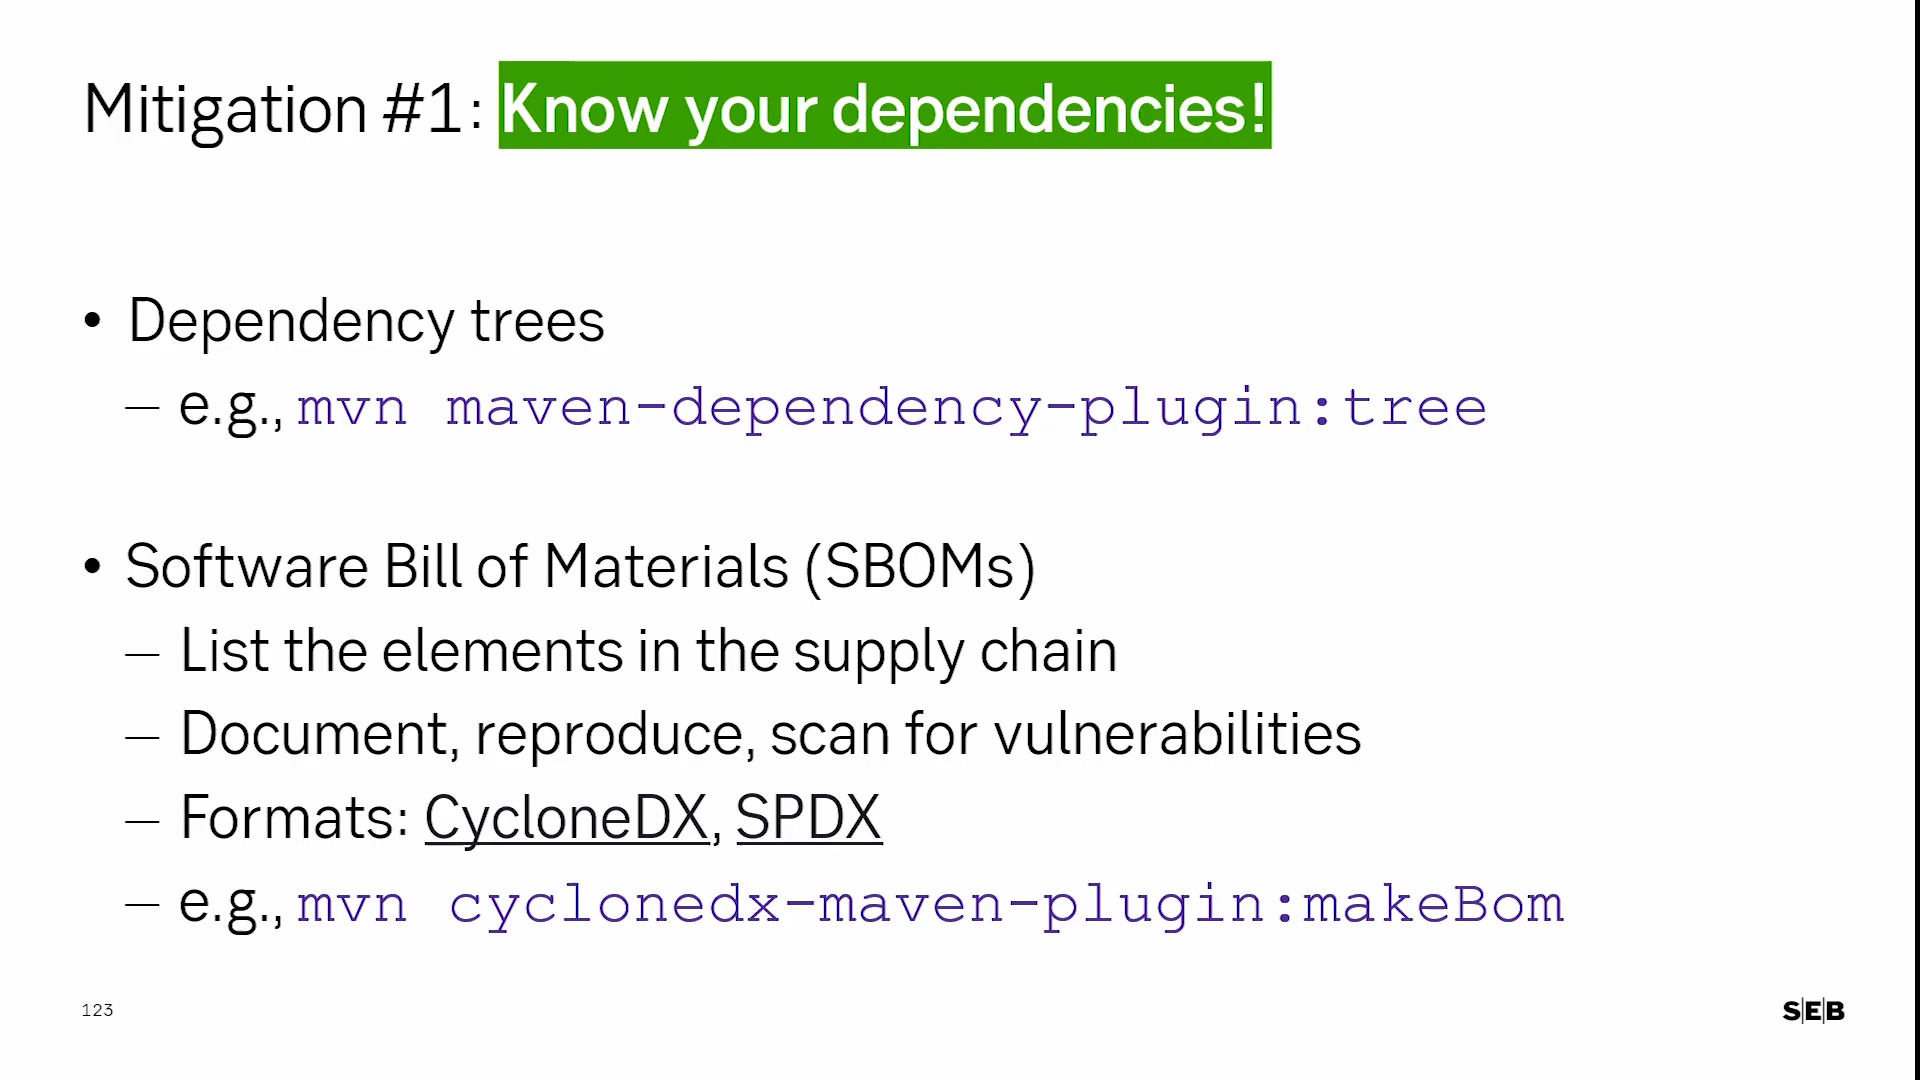 Mitigation #1: Know your dependencies!
• Dependency trees
– e.g., mvn maven-dependency-plugin:tree
• Software Bill of Materials (SBOMs)
– List the elements in the supply chain
– Document, reproduce, scan for vulnerabilities
– Formats: CycloneDX, SPDX
– e.g., mvn cyclonedx-maven-plugin:makeBom
123
SEB